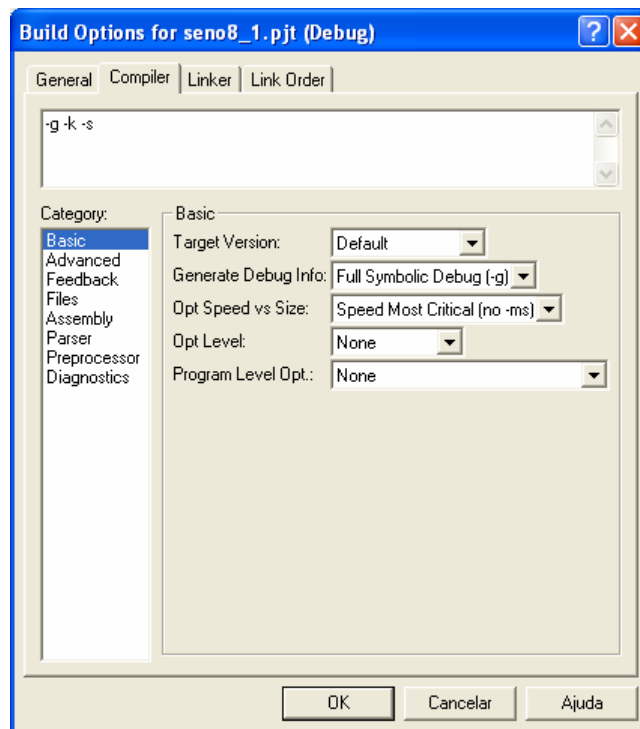 Build Options for seno8_1.pjt (Debug)
General Compiler Linker Link Order
-g -k -s
Category:
Basic
Advanced
Feedback
Files
Assembly
Parser
Preprocessor
Diagnostics
Basic
Target Version: Default
Generate Debug Info: Full Symbolic Debug (-g)
Opt Speed vs Size: Speed Most Critical (no -ms)
Opt Level: None
Program Level Opt.: None
OK Cancelar Ajuda